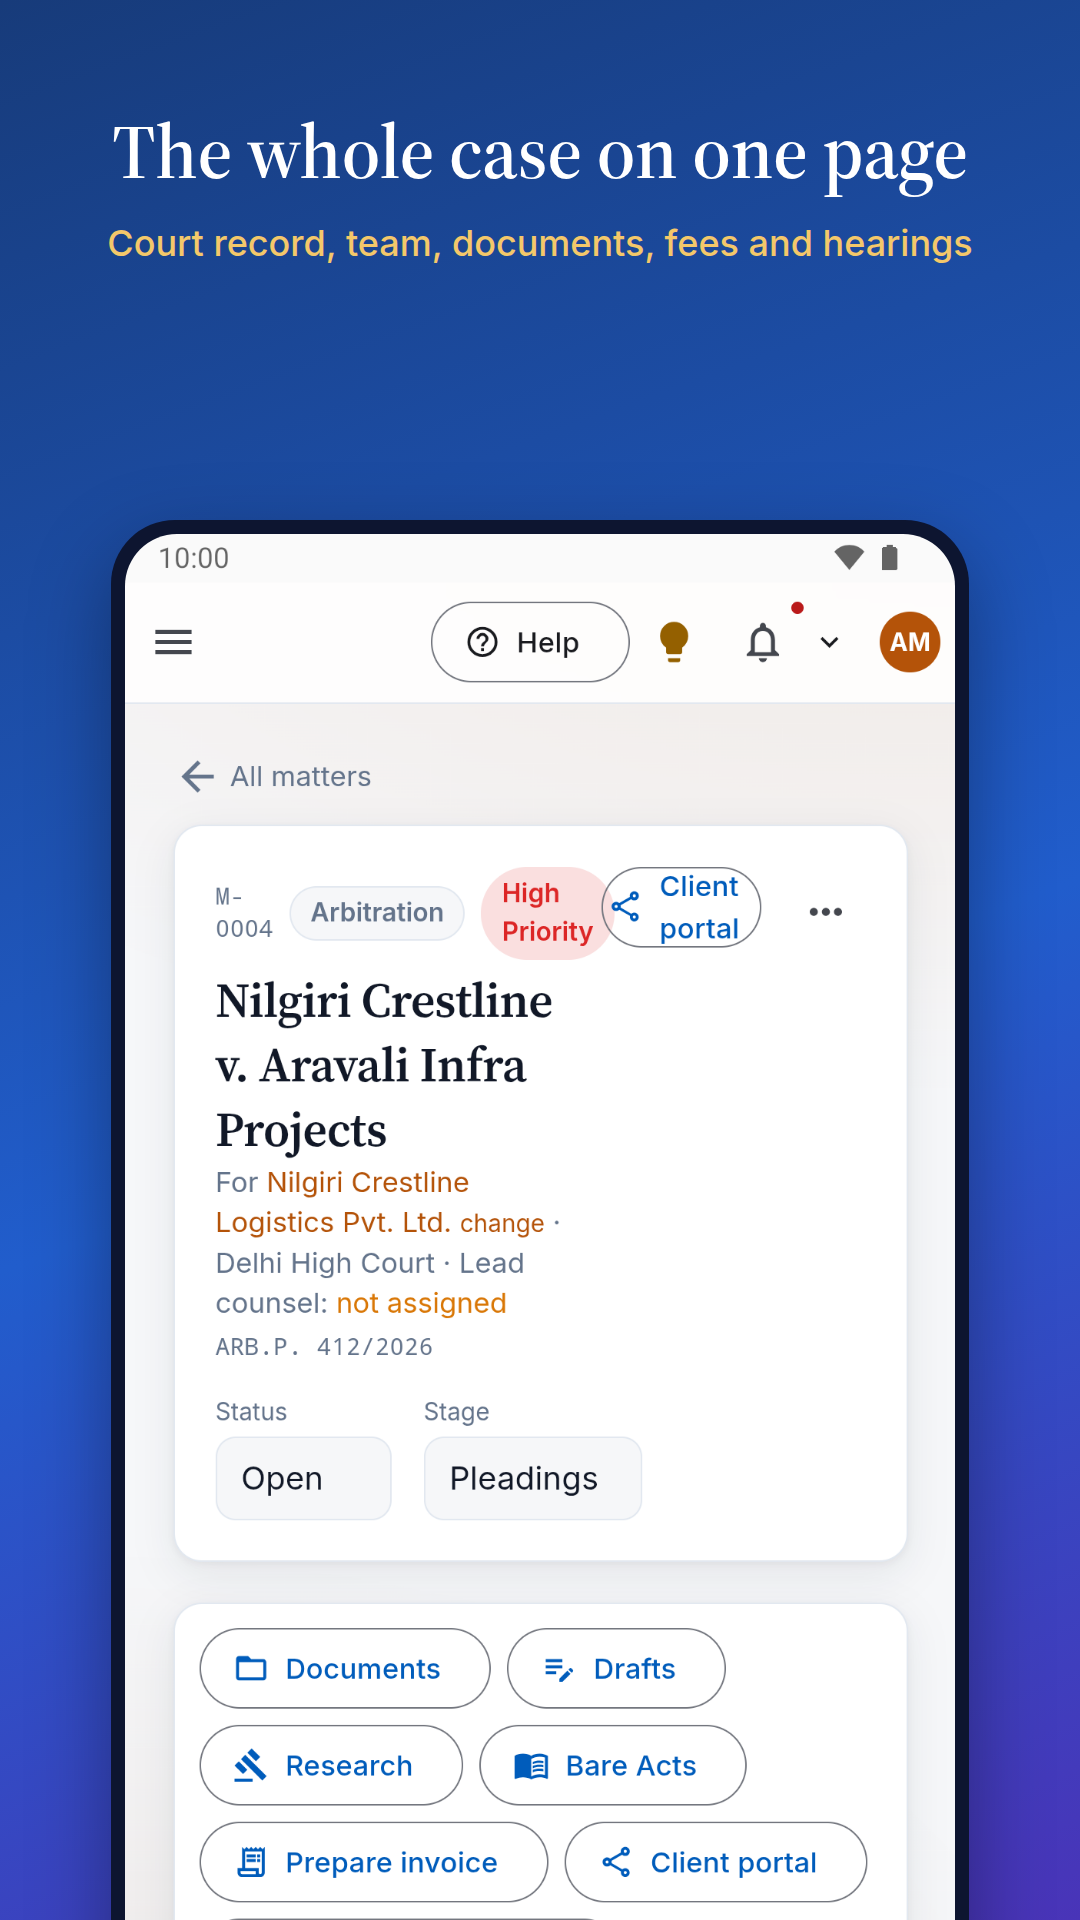 The whole case on one page
Court record, team, documents, fees and hearings
10:00
Help
AM
All matters
M-
0004
Arbitration
High
Priority
Client
portal
Nilgiri Crestline
v. Aravali Infra
Projects
For Nilgiri Crestline
Logistics Pvt. Ltd. change ·
Delhi High Court · Lead
counsel: not assigned
ARB.P. 412/2026
Status
Stage
Open
Pleadings
Documents
Drafts
Research
Bare Acts
Prepare invoice
Client portal